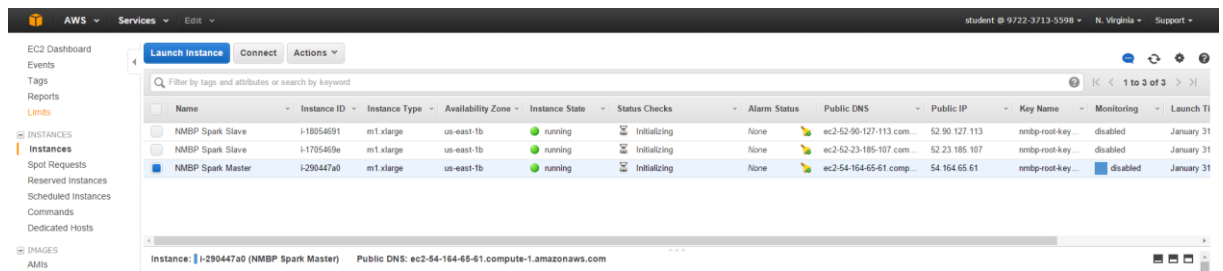 AWS Services Edit student @ 9722-3713-5598 N. Virginia Support
EC2 Dashboard
Events
Tags
Reports
Limits
INSTANCES
Instances
Spot Requests
Reserved Instances
Scheduled Instances
Commands
Dedicated Hosts
IMAGES
AMIs
Launch Instance Connect Actions
Filter by tags and attributes or search by keyword 1 to 3 of 3
Name Instance ID Instance Type Availability Zone Instance State Status Checks Alarm Status Public DNS Public IP Key Name Monitoring Launch Ti
NMBP Spark Slave i-18054691 m1.xlarge us-east-1b running Initializing None ec2-52-90-127-113.com... 52.90.127.113 nmbp-root-key... disabled January 31
NMBP Spark Slave i-1705469e m1.xlarge us-east-1b running Initializing None ec2-52-23-185-107.com... 52.23.185.107 nmbp-root-key... disabled January 31
NMBP Spark Master i-290447a0 m1.xlarge us-east-1b running Initializing None ec2-54-164-65-61.comp... 54.164.65.61 nmbp-root-key... disabled January 31
Instance: i-290447a0 (NMBP Spark Master) Public DNS: ec2-54-164-65-61.compute-1.amazonaws.com